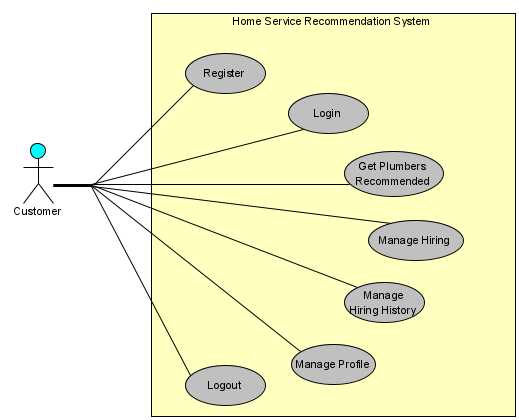 Home Service Recommendation System
Register
Login
Get Plumbers
Recommended
Manage Hiring
Customer
Manage
Hiring History
Manage Profile
Logout